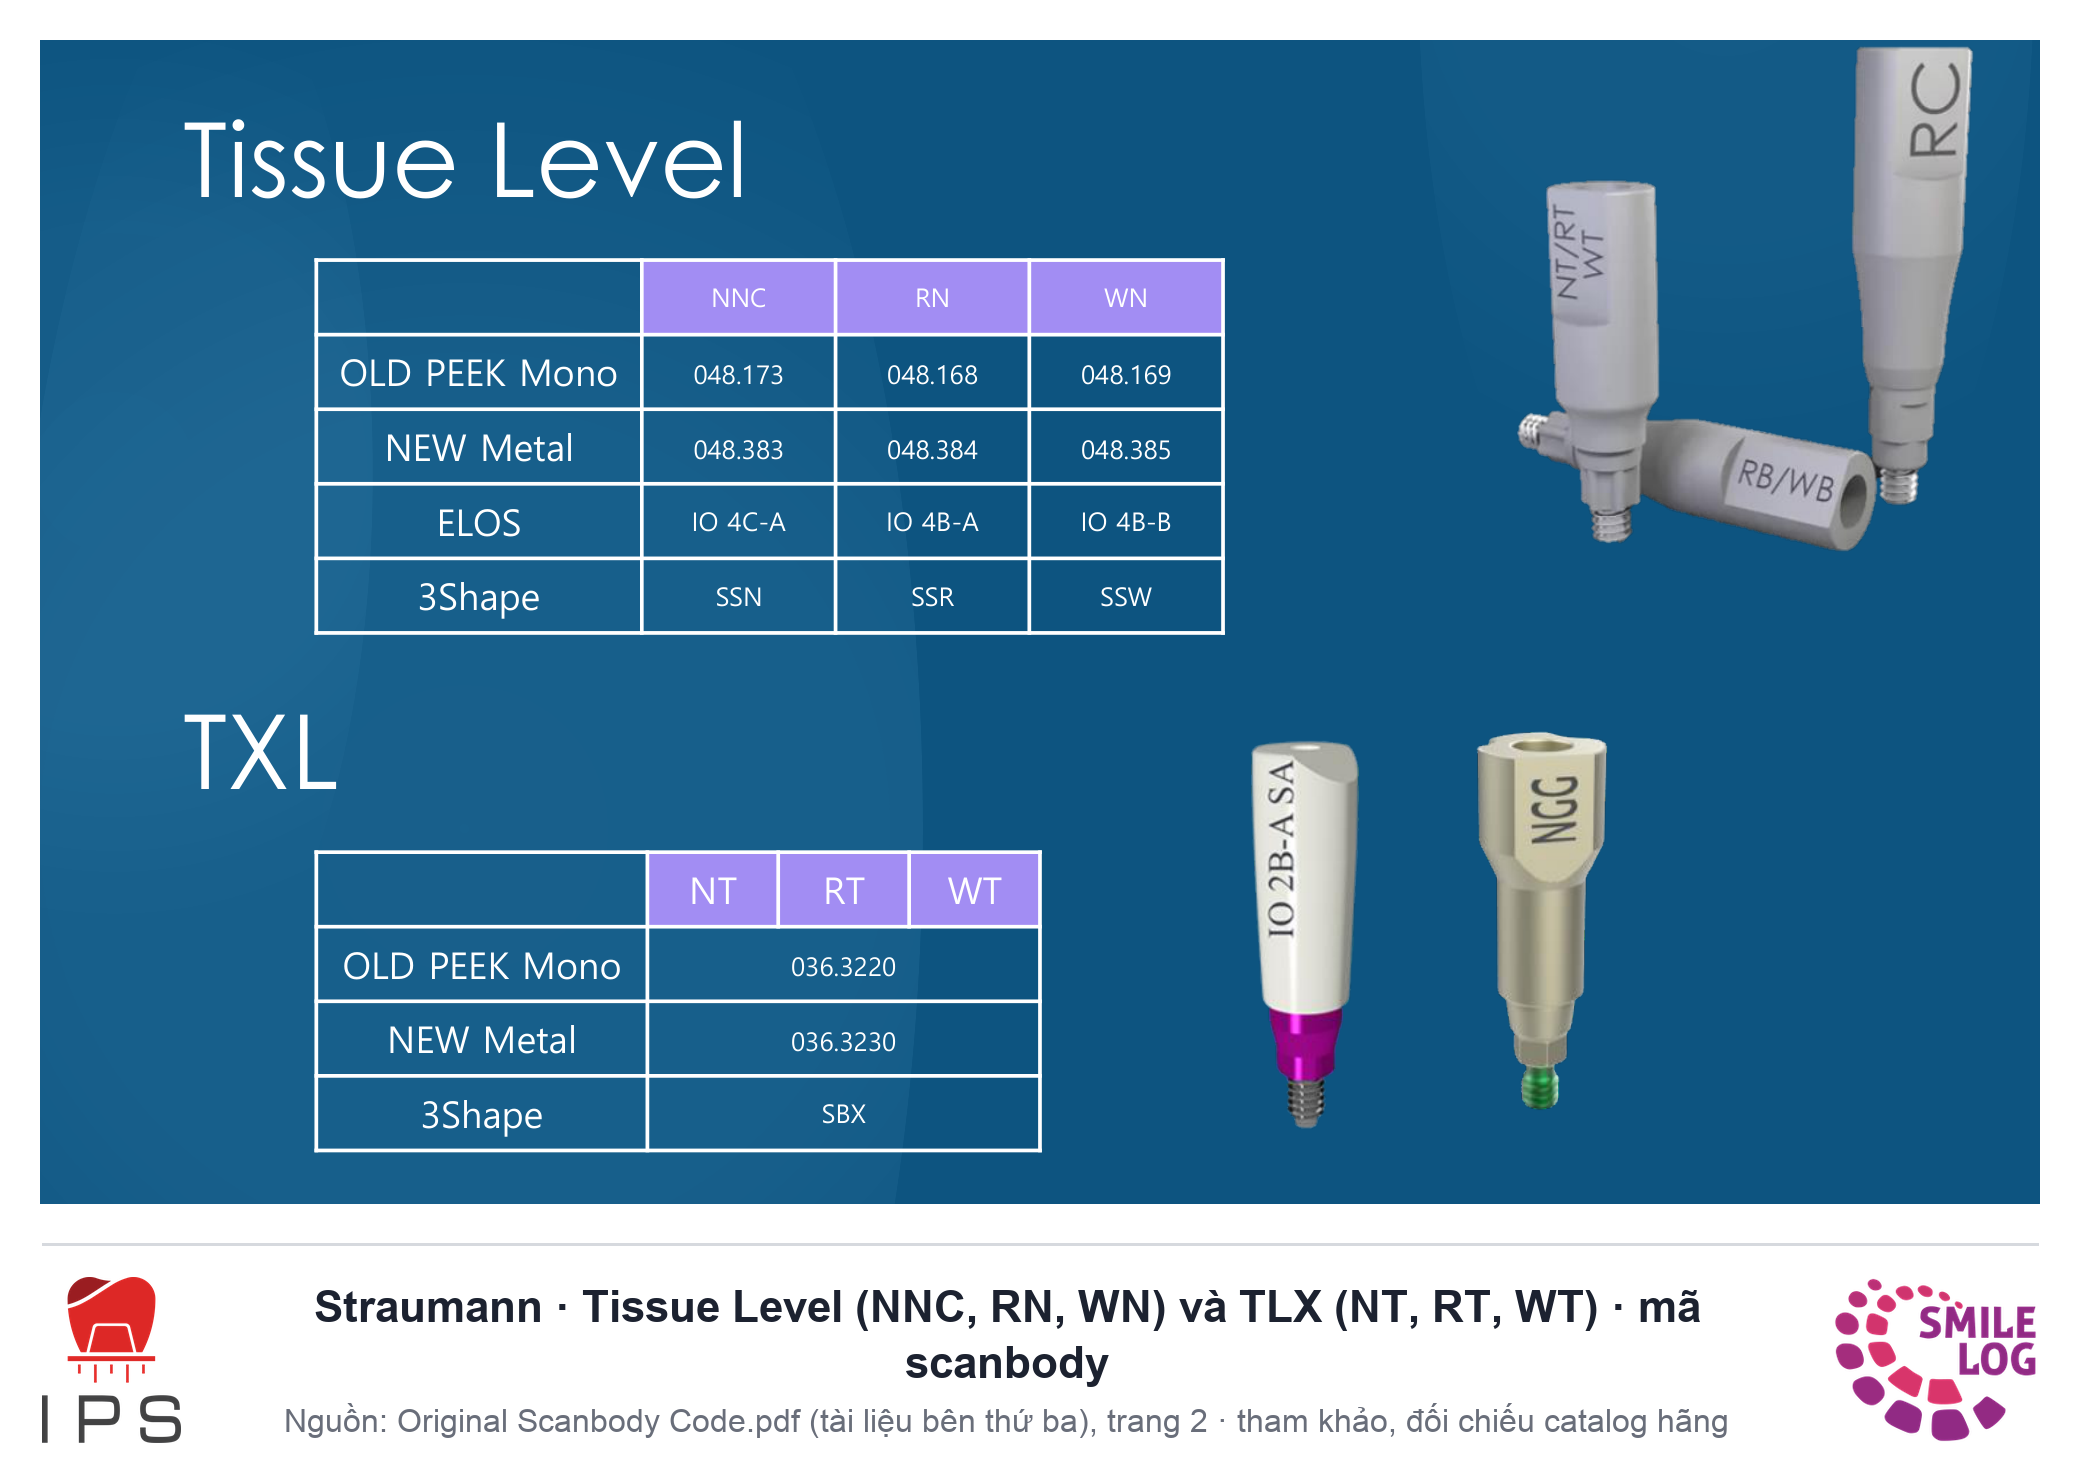 Tissue Level
NNC RN WN
OLD PEEK Mono 048.173 048.168 048.169
NEW Metal 048.383 048.384 048.385
ELOS IO 4C-A IO 4B-A IO 4B-B
3Shape SSN SSR SSW
RC
NT/RT
WT
RB/WB
TXL
NT RT WT
OLD PEEK Mono 036.3220
NEW Metal 036.3230
3Shape SBX
IO 2B-A SA
NGG
Straumann · Tissue Level (NNC, RN, WN) và TLX (NT, RT, WT) · mã
scanbody
Nguồn: Original Scanbody Code.pdf (tài liệu bên thứ ba), trang 2 · tham khảo, đối chiếu catalog hãng
IPS
SMILE
LOG